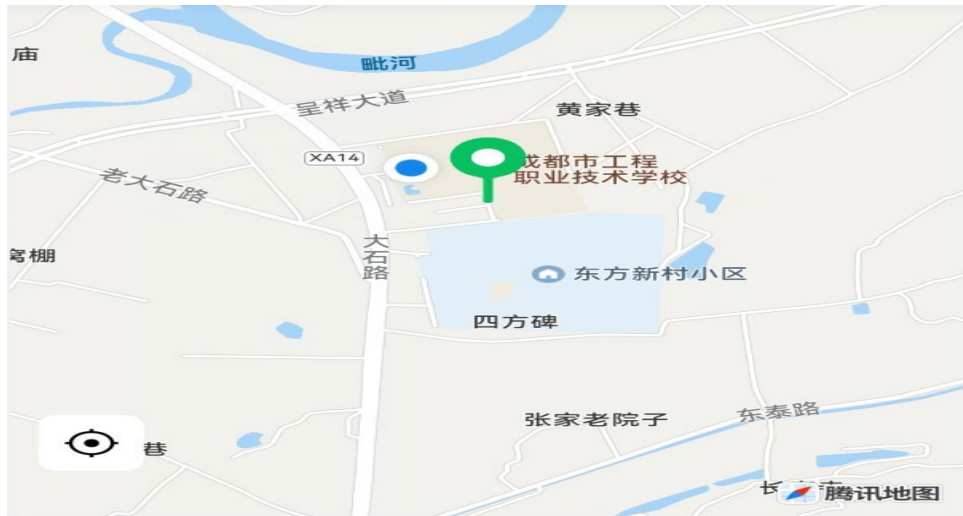 庙
毗河
呈祥大道
黄家巷
XA14
成都市工程
职业技术学校
老大石路
大石路
窝棚
东方新村小区
四方碑
张家老院子
东泰路
巷
长
腾讯地图